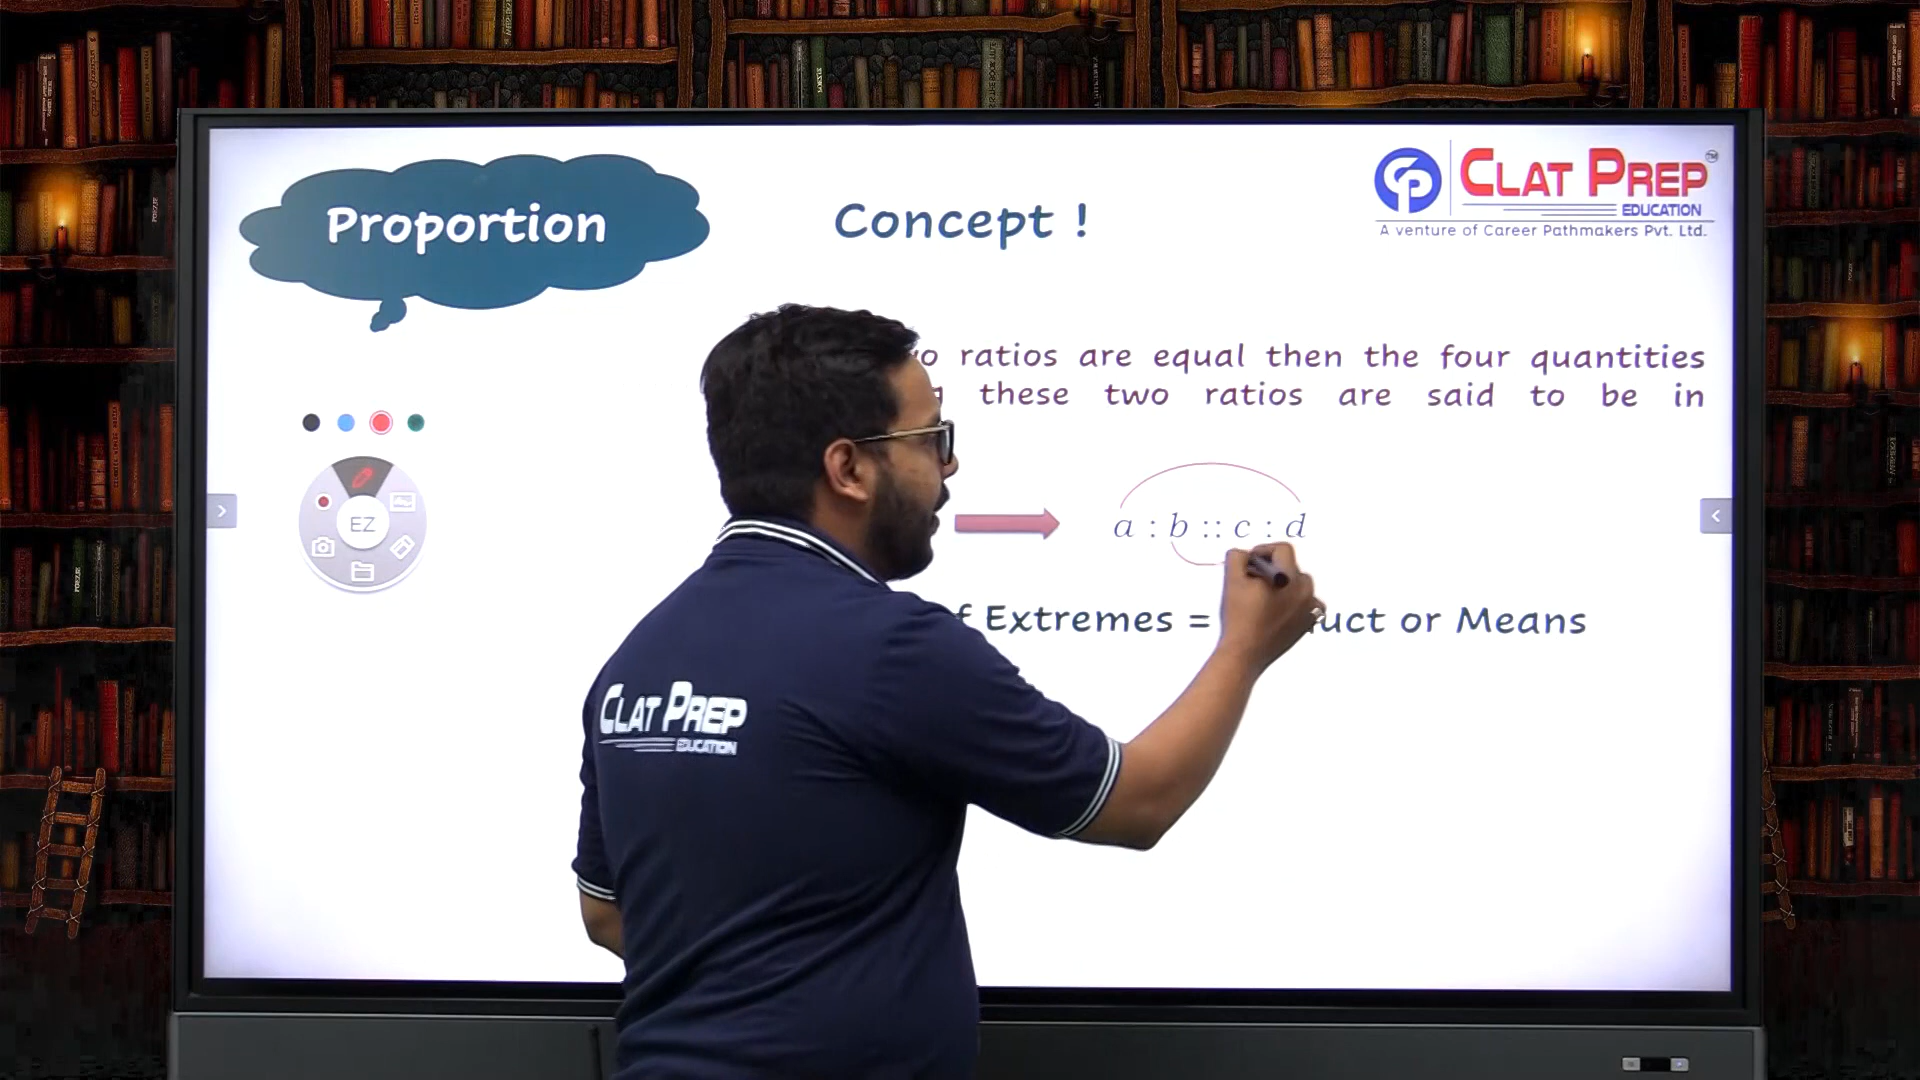 Proportion
Concept !
CLAT PREP
TM
EDUCATION
A venture of Career Pathmakers Pvt. Ltd.
ratios are equal then the four quantities
these two ratios are said to be in
EZ
a : b :: c : d
Extremes = or Means
CLAT PREP
EDUCATION